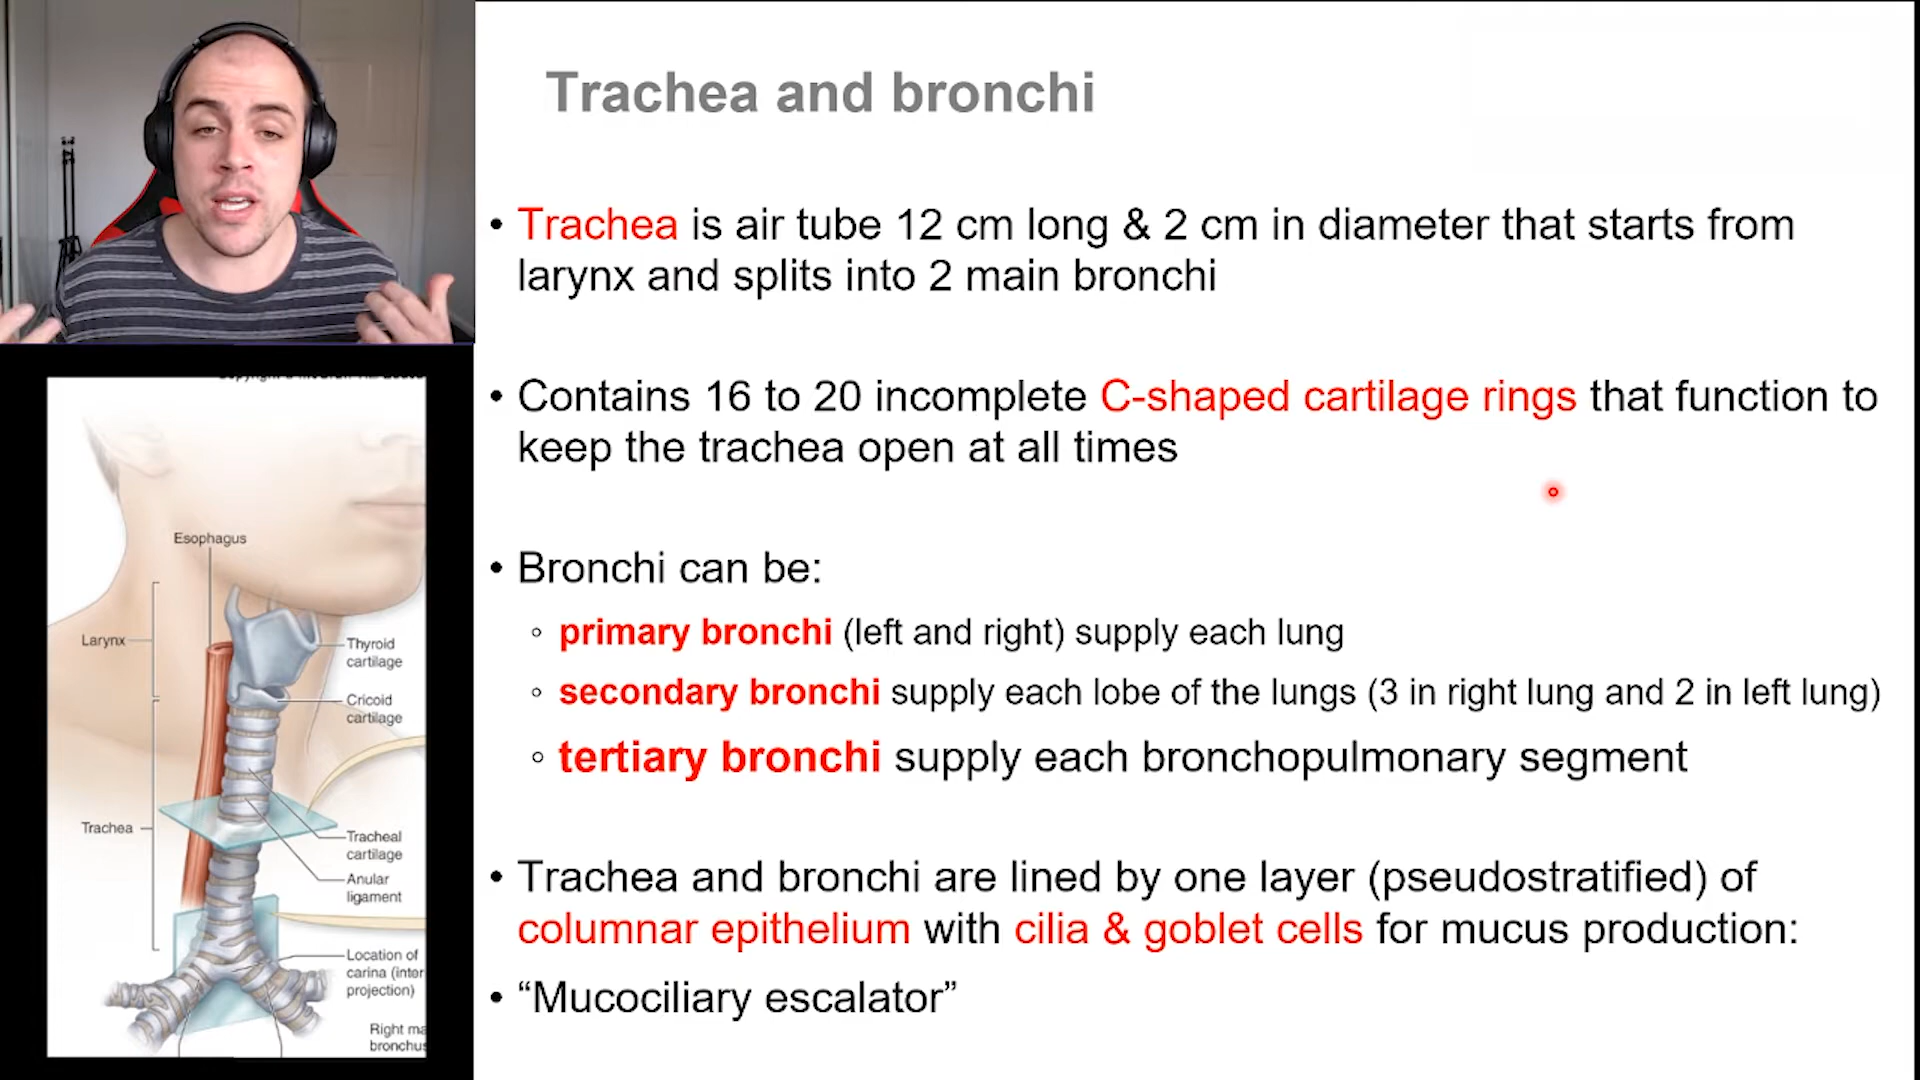 Trachea and bronchi
• Trachea is air tube 12 cm long & 2 cm in diameter that starts from
larynx and splits into 2 main bronchi
• Contains 16 to 20 incomplete C-shaped cartilage rings that function to
keep the trachea open at all times
• Bronchi can be:
◦ primary bronchi (left and right) supply each lung
◦ secondary bronchi supply each lobe of the lungs (3 in right lung and 2 in left lung)
◦ tertiary bronchi supply each bronchopulmonary segment
• Trachea and bronchi are lined by one layer (pseudostratified) of
columnar epithelium with cilia & goblet cells for mucus production:
• “Mucociliary escalator”
Esophagus
Larynx
Thyroid
cartilage
Cricoid
cartilage
Trachea
Tracheal
cartilage
Anular
ligament
Location of
carina (inter
projection)
Right ma
bronchus